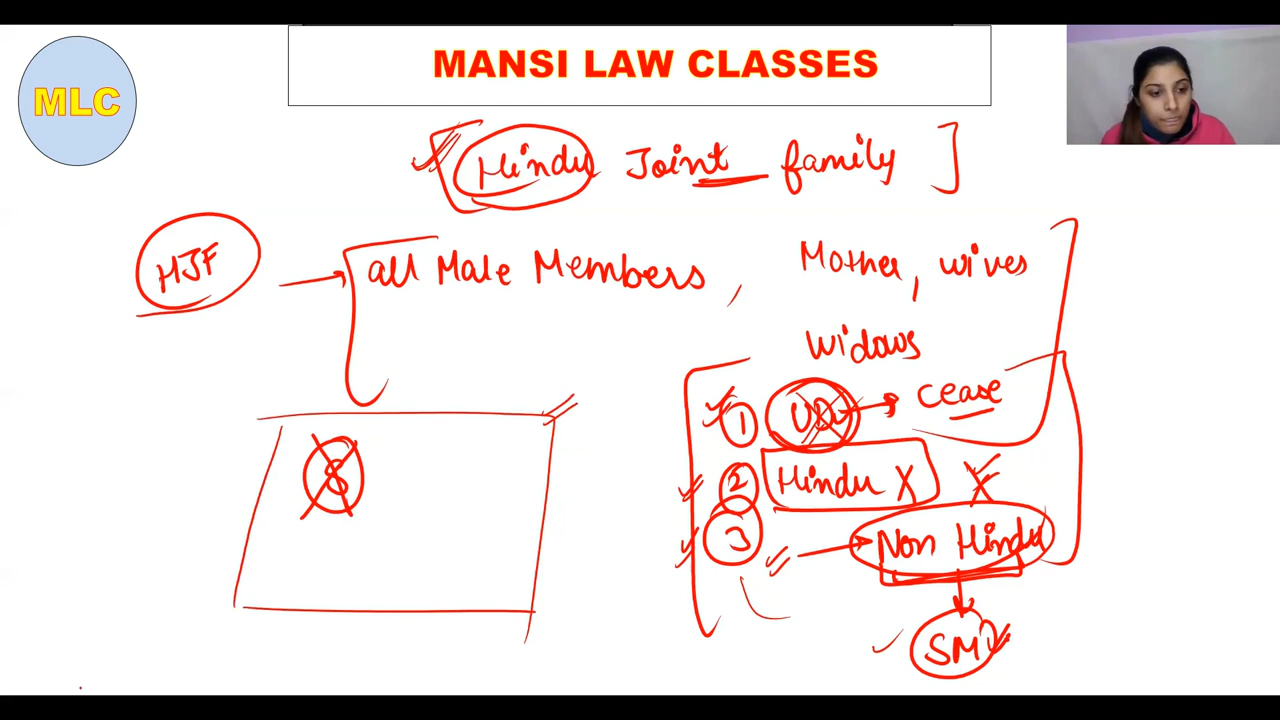 MANSI LAW CLASSES
MLC
Hindu Joint family
HJF
all Male Members, Mother, wives
widows
1 cease
2 Hindu X
3 Non Hindu
8